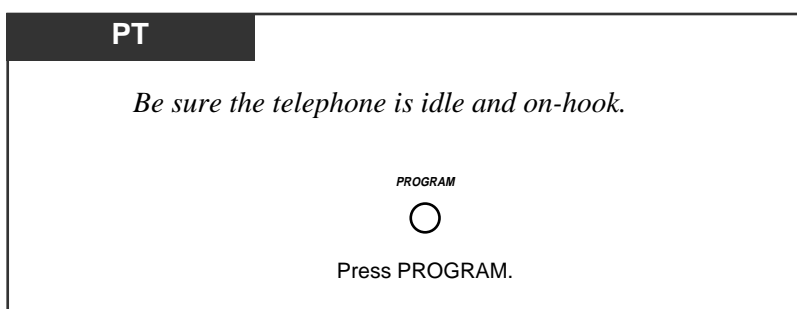 PT
Be sure the telephone is idle and on-hook.
PROGRAM
Press PROGRAM.